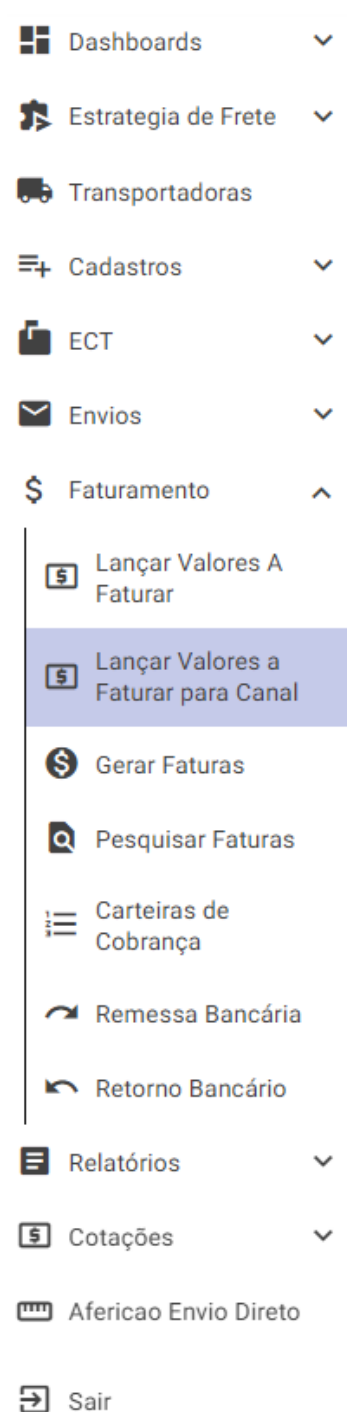 Dashboards
Estrategia de Frete
Transportadoras
Cadastros
ECT
Envios
Faturamento
Lançar Valores A
Faturar
Lançar Valores a
Faturar para Canal
Gerar Faturas
Pesquisar Faturas
Carteiras de
Cobrança
Remessa Bancária
Retorno Bancário
Relatórios
Cotações
Afericao Envio Direto
Sair